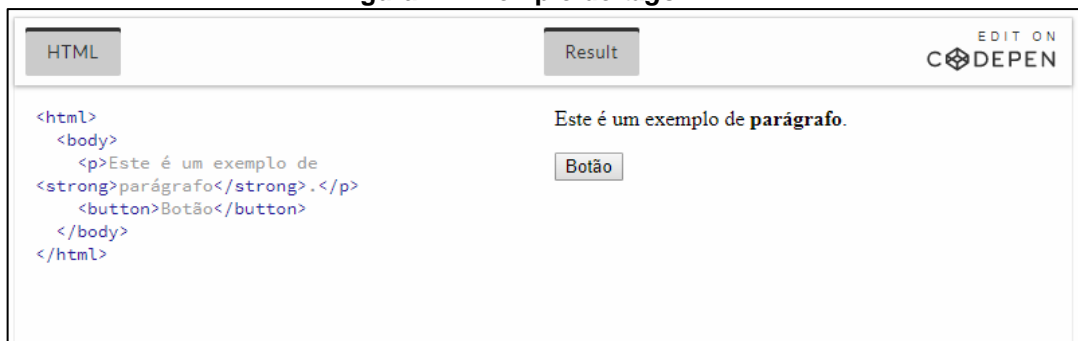 HTML
Result
EDIT ON
CODEPEN
<html>
<body>
<p>Este é um exemplo de
<strong>parágrafo</strong>.</p>
<button>Botão</button>
</body>
</html>
Este é um exemplo de parágrafo.
Botão